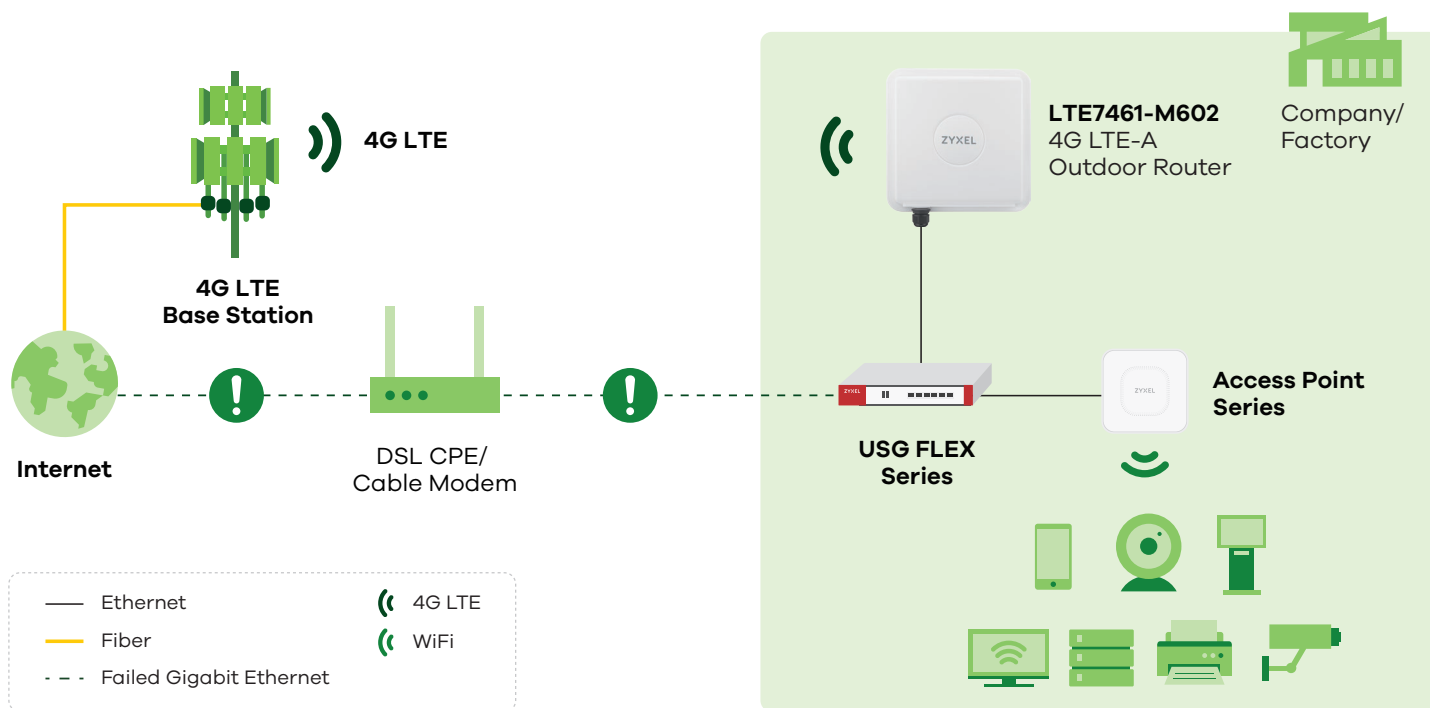 4G LTE
4G LTE
Base Station
Internet
DSL CPE/
Cable Modem
ZYXEL
LTE7461-M602
4G LTE-A
Outdoor Router
Company/
Factory
ZYXEL
USG FLEX
Series
ZYXEL
Access Point
Series
Ethernet
Fiber
Failed Gigabit Ethernet
4G LTE
WiFi